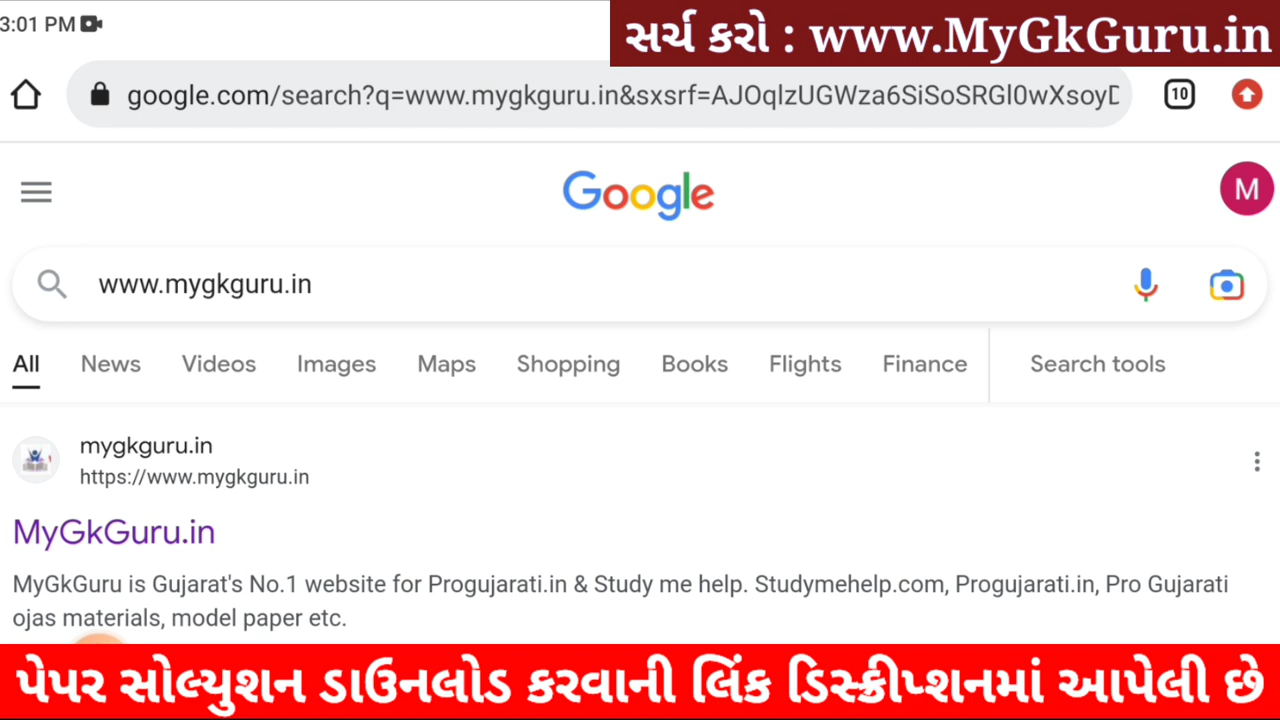 3:01 PM
સર્ચ કરો : www.MyGkGuru.in
google.com/search?q=www.mygkguru.in&sxsrf=AJOqlzUGWza6SiSoSRGl0wXsoyD
10
Google
M
www.mygkguru.in
All News Videos Images Maps Shopping Books Flights Finance Search tools
mygkguru.in
https://www.mygkguru.in
MyGkGuru.in
MyGkGuru is Gujarat's No.1 website for Progujarati.in & Study me help. Studymehelp.com, Progujarati.in, Pro Gujarati
ojas materials, model paper etc.
પેપર સોલ્યુશન ડાઉનલોડ કરવાની લિંક ડિસ્ક્રીપ્શનમાં આપેલી છે